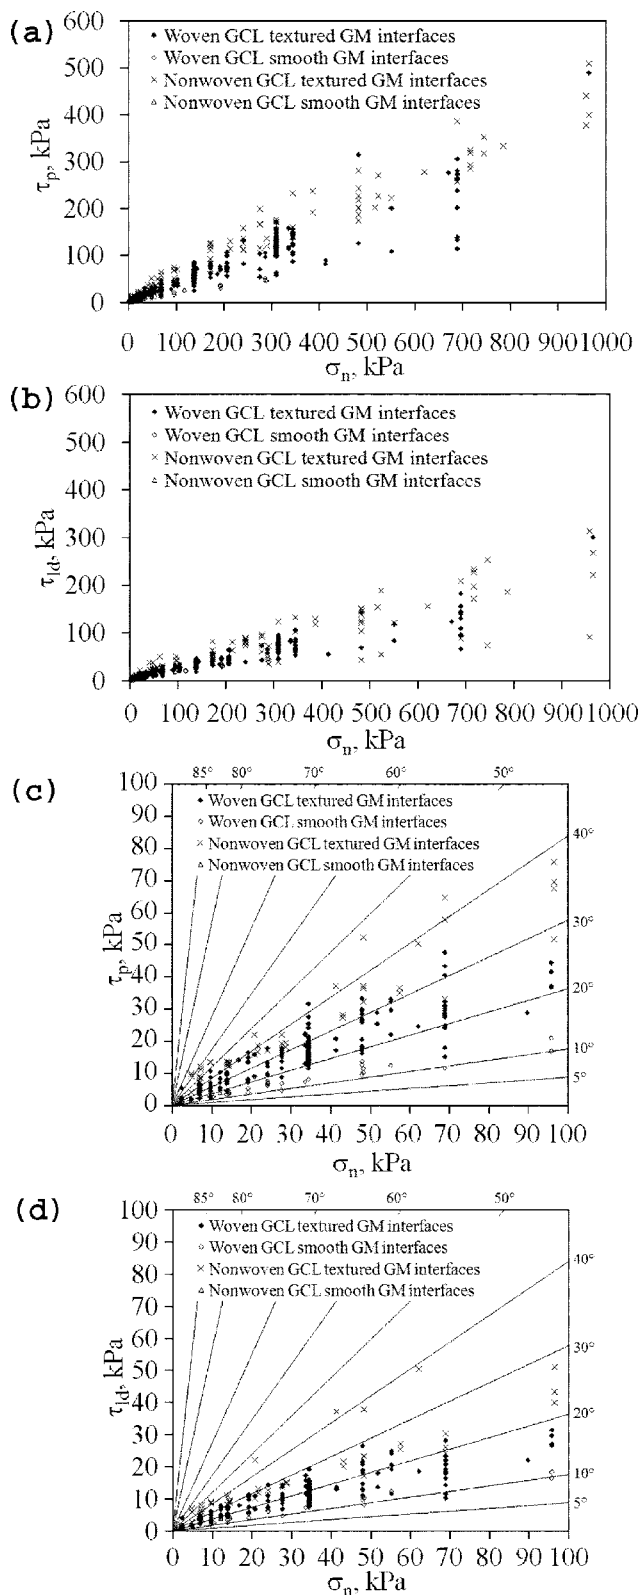 (a)
600
500
400
300
200
100
0
τp, kPa
Woven GCL textured GM interfaces
Woven GCL smooth GM interfaces
Nonwoven GCL textured GM interfaces
Nonwoven GCL smooth GM interfaces
0 100 200 300 400 500 600 700 800 900 1000
σn, kPa
(b)
600
500
400
300
200
100
0
τld, kPa
Woven GCL textured GM interfaces
Woven GCL smooth GM interfaces
Nonwoven GCL textured GM interfaces
Nonwoven GCL smooth GM interfaces
0 100 200 300 400 500 600 700 800 900 1000
σn, kPa
(c)
85° 80° 70° 60° 50°
100
90
80
70
60
50
40
30
20
10
0
τp, kPa
Woven GCL textured GM interfaces
Woven GCL smooth GM interfaces
Nonwoven GCL textured GM interfaces
Nonwoven GCL smooth GM interfaces
40°
30°
20°
10°
5°
0 10 20 30 40 50 60 70 80 90 100
σn, kPa
(d)
85° 80° 70° 60° 50°
100
90
80
70
60
50
40
30
20
10
0
τld, kPa
Woven GCL textured GM interfaces
Woven GCL smooth GM interfaces
Nonwoven GCL textured GM interfaces
Nonwoven GCL smooth GM interfaces
40°
30°
20°
10°
5°
0 10 20 30 40 50 60 70 80 90 100
σn, kPa